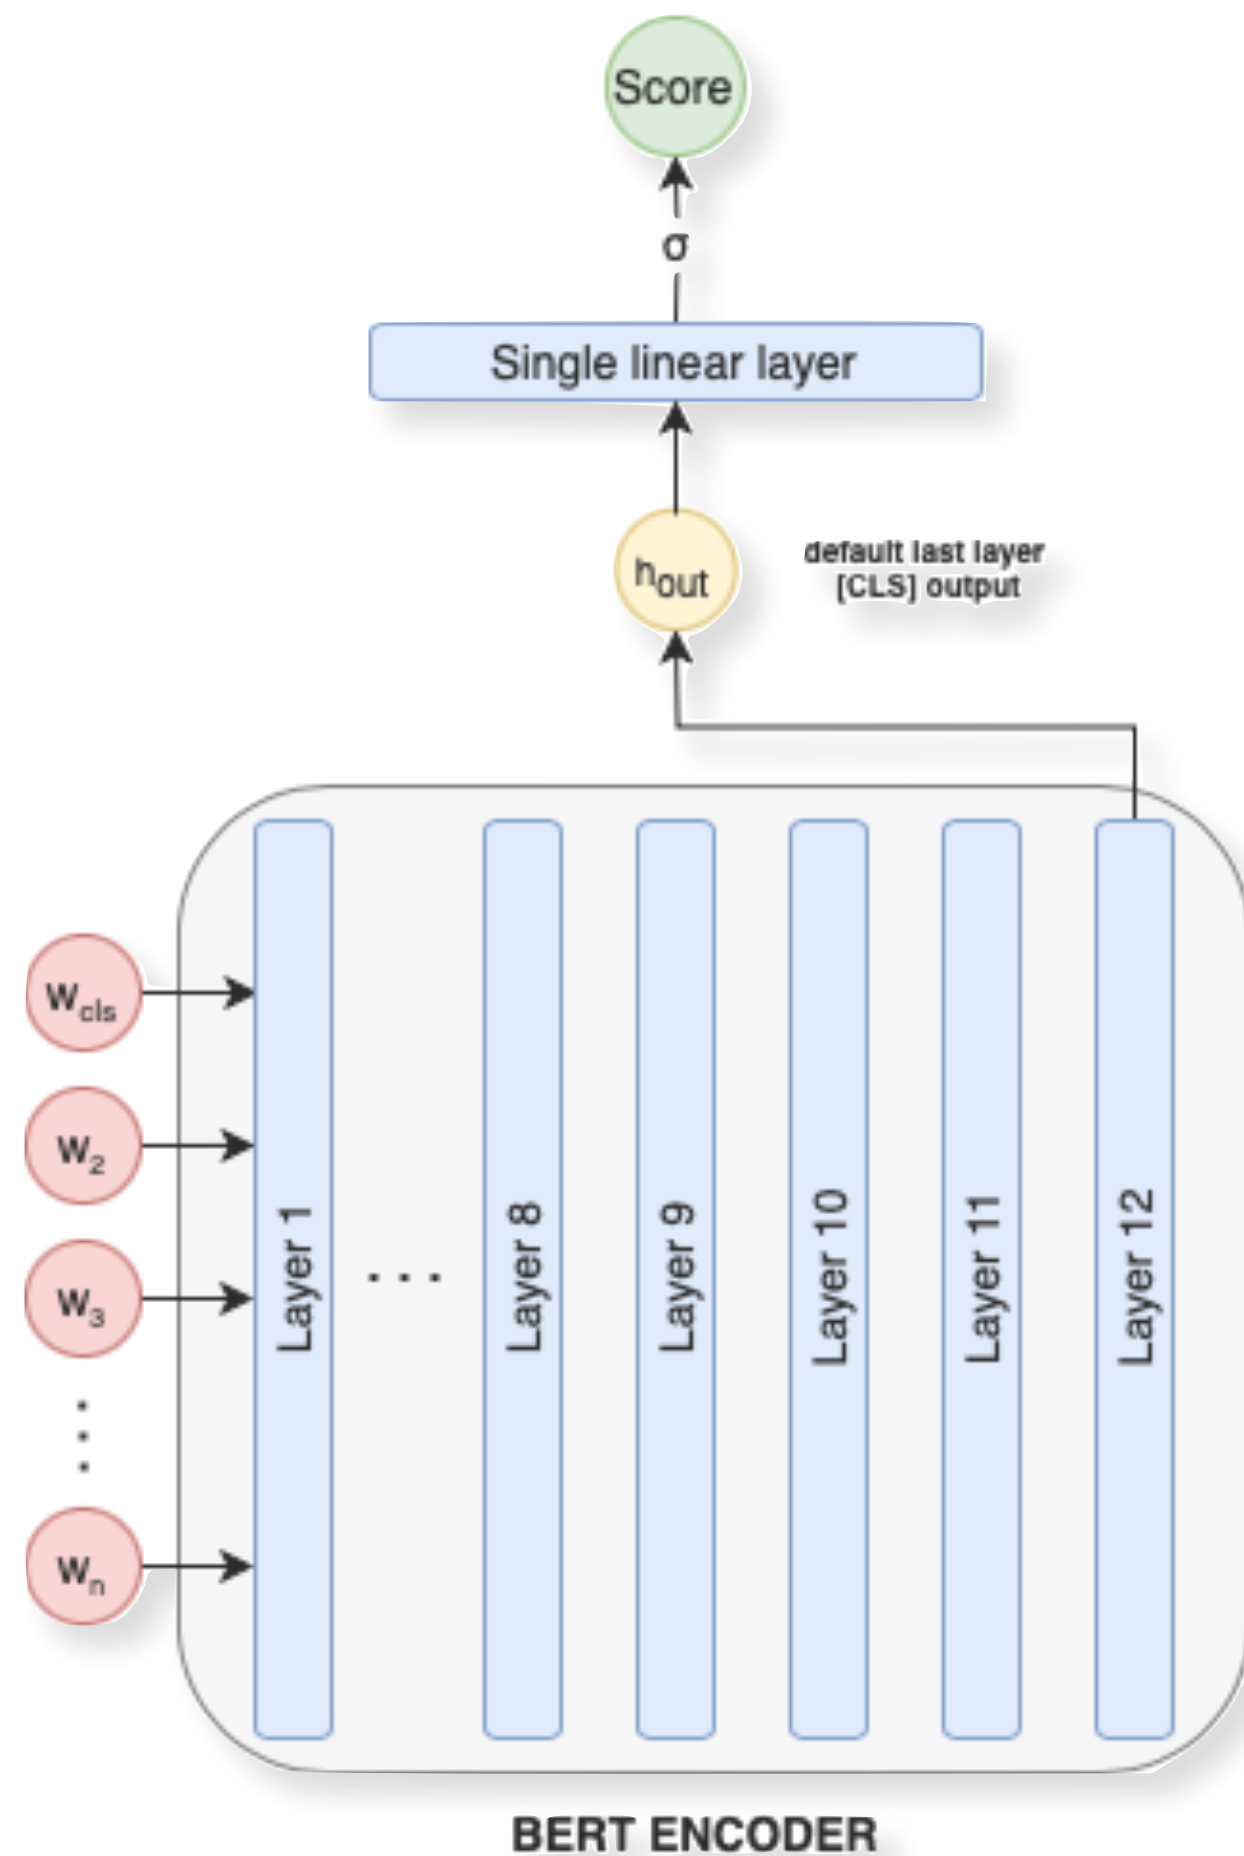 Score
σ
Single linear layer
hout
default last layer
[CLS] output
Wcls
W2
W3
Wn
Layer 1
...
Layer 8
Layer 9
Layer 10
Layer 11
Layer 12
BERT ENCODER